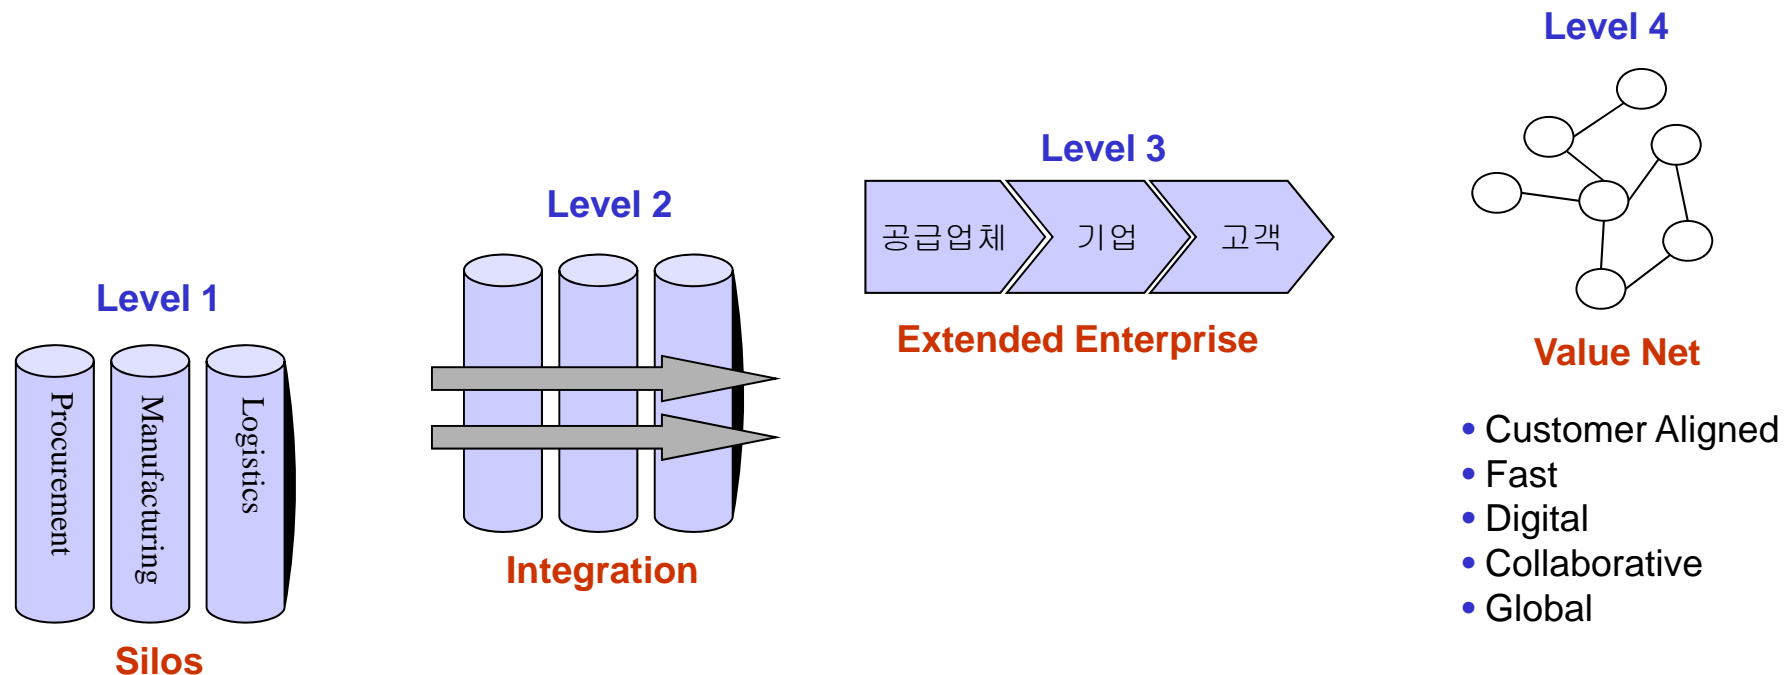 Level 1
Procurement
Manufacturing
Logistics
Silos
Level 2
Integration
Level 3
공급업체
기업
고객
Extended Enterprise
Level 4
Value Net
• Customer Aligned
• Fast
• Digital
• Collaborative
• Global